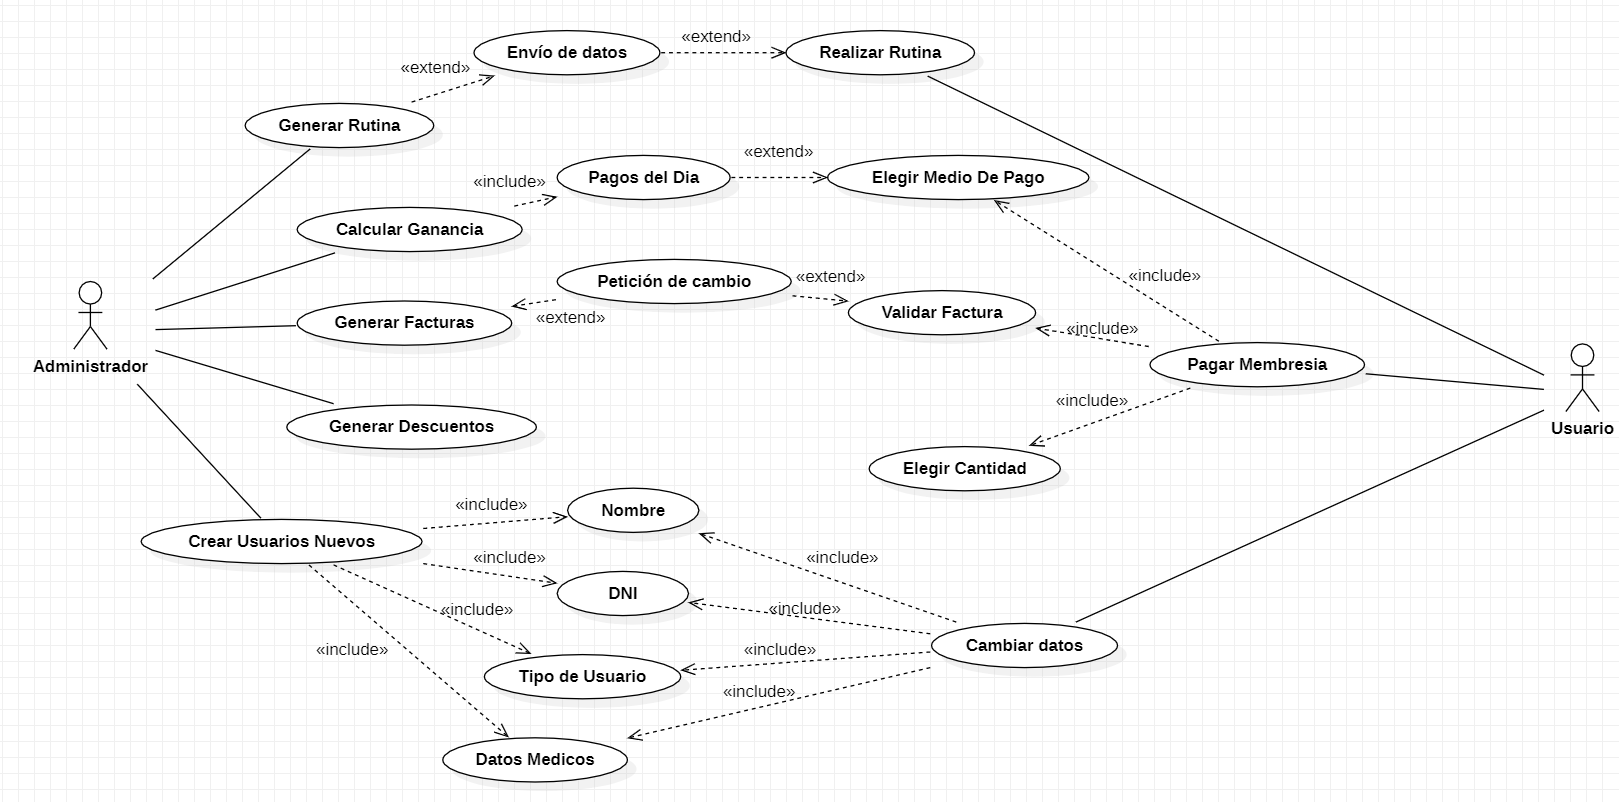 «extend»
Envío de datos
Realizar Rutina
«extend»
Generar Rutina
«extend»
Pagos del Dia
Elegir Medio De Pago
«include»
Calcular Ganancia
Petición de cambio
«extend»
«include»
Generar Facturas
«extend»
Validar Factura
«include»
Administrador
Pagar Membresia
«include»
Generar Descuentos
Usuario
Elegir Cantidad
«include»
Nombre
Crear Usuarios Nuevos
«include»
«include»
DNI
«include»
«include»
Cambiar datos
«include»
«include»
Tipo de Usuario
«include»
Datos Medicos